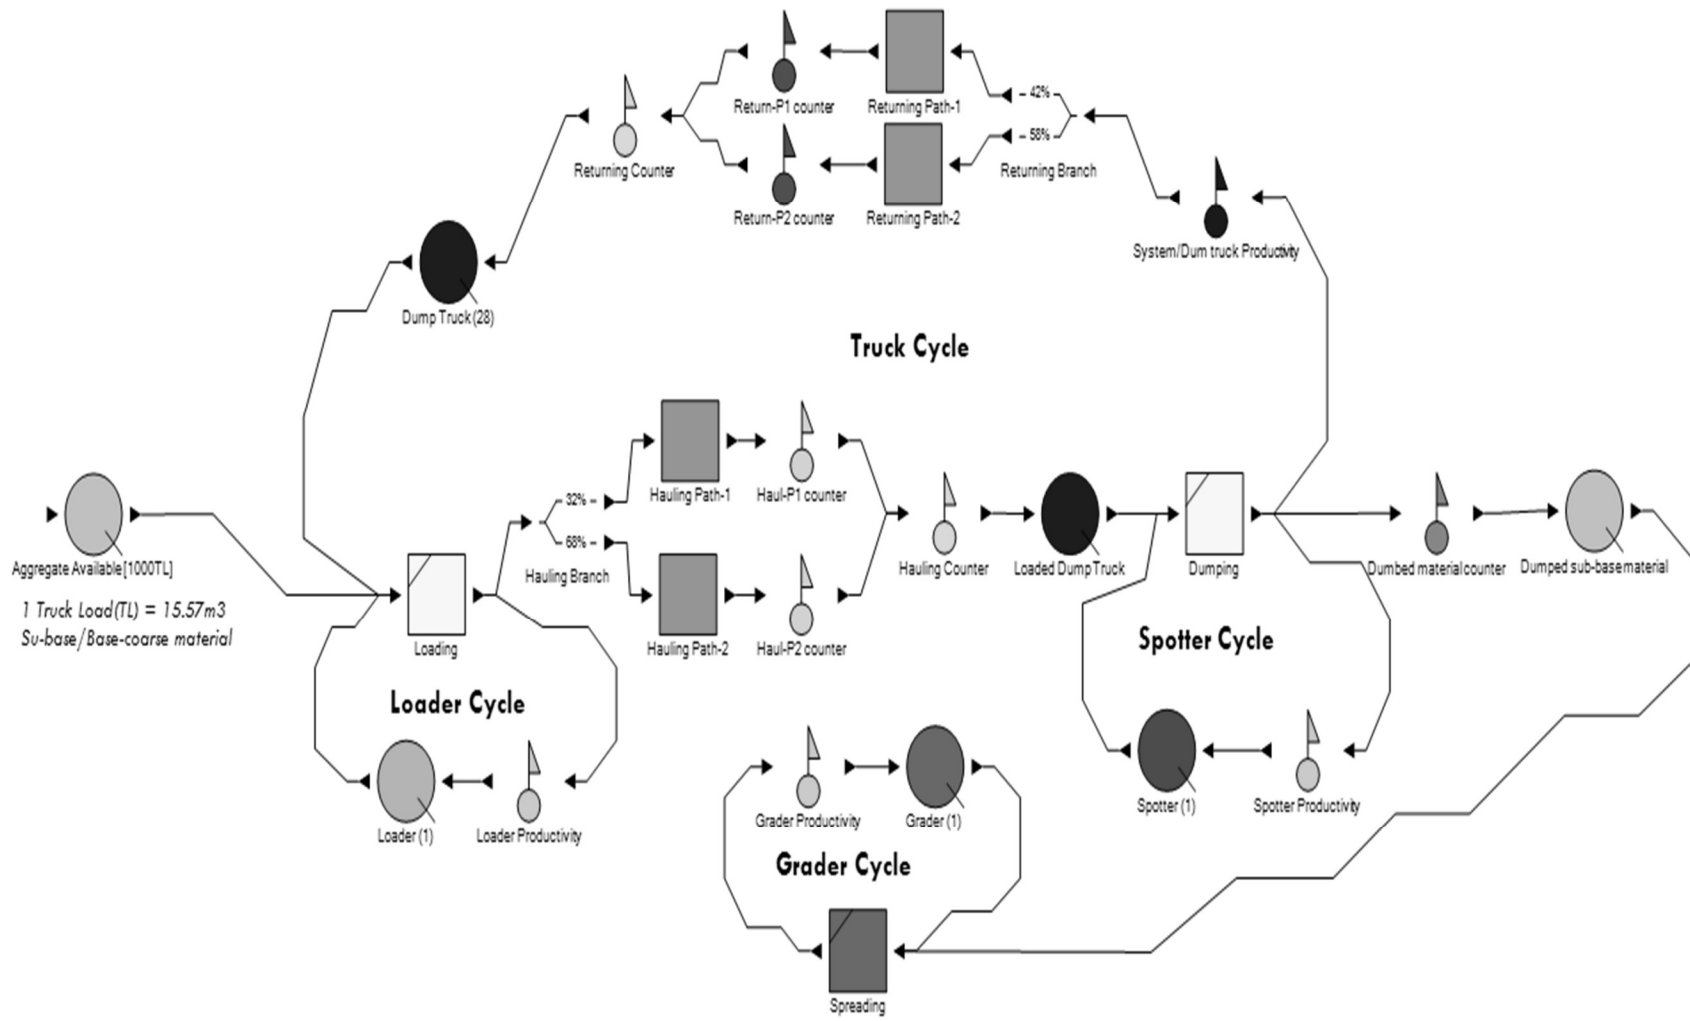 Return-P1 counter
Returning Path-1
– 42% –
– 58% –
Returning Counter
Return-P2 counter
Returning Path-2
Returning Branch
System/Dum truck Productivity
Dump Truck (28)
Truck Cycle
Hauling Path-1
Haul-P1 counter
– 32% –
– 68% –
Aggregate Available[1000TL]
Hauling Branch
Hauling Counter
Loaded Dump Truck
Dumping
Dumbed material counter
Dumped sub-base material
1 Truck Load(TL) = 15.57m3
Su-base/Base-coarse material
Loading
Hauling Path-2
Haul-P2 counter
Spotter Cycle
Loader Cycle
Loader (1)
Loader Productivity
Grader Productivity
Grader (1)
Spotter (1)
Spotter Productivity
Grader Cycle
Spreading